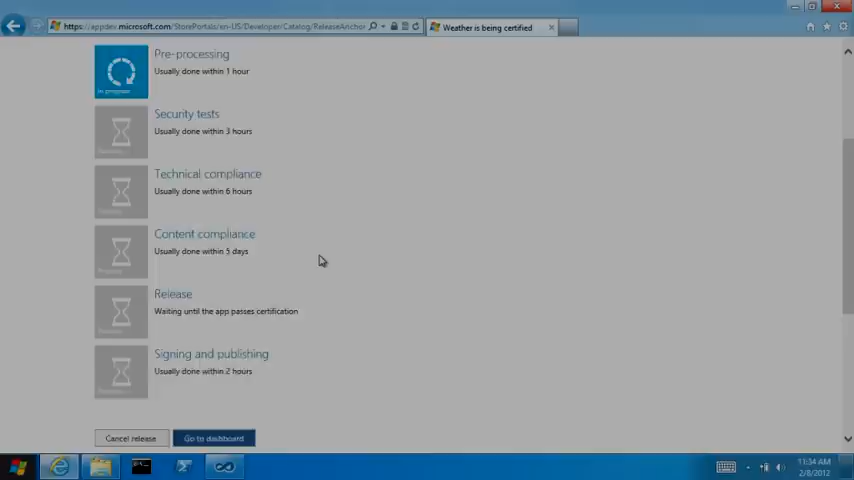 https://appdev.microsoft.com/StorePortals/en-US/Developer/Catalog/ReleaseAnchor
Weather is being certified
Pre-processing
Usually done within 1 hour
In progress
Security tests
Usually done within 3 hours
Technical compliance
Usually done within 6 hours
Content compliance
Usually done within 5 days
Release
Waiting until the app passes certification
Signing and publishing
Usually done within 2 hours
Cancel release
Go to dashboard
11:34 AM
2/8/2012